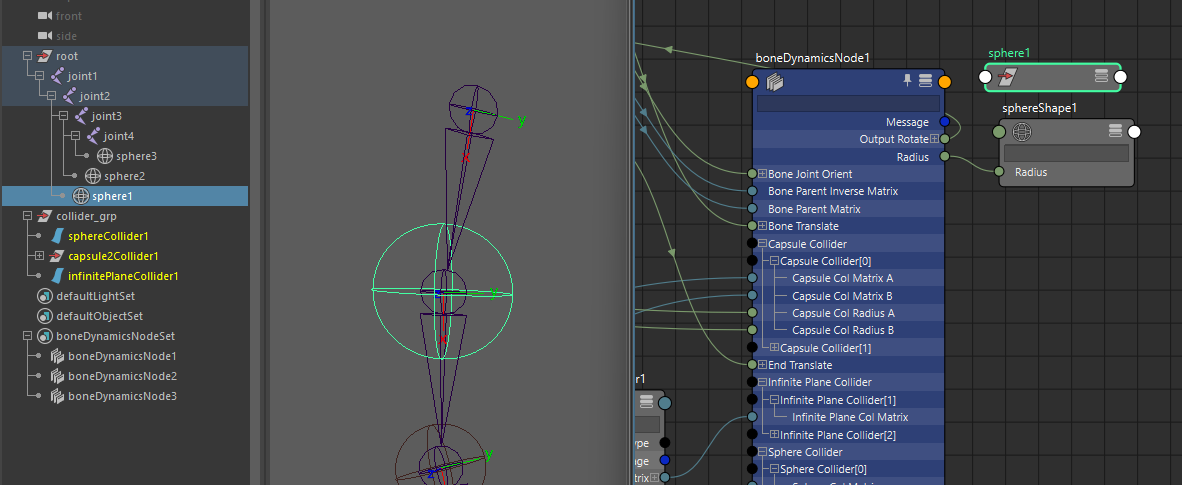 front
side
root
joint1
joint2
joint3
joint4
sphere3
sphere2
sphere1
collider_grp
sphereCollider1
capsule2Collider1
infinitePlaneCollider1
defaultLightSet
defaultObjectSet
boneDynamicsNodeSet
boneDynamicsNode1
boneDynamicsNode2
boneDynamicsNode3
z
y
y
y
z
r1
ype
ge
trix
boneDynamicsNode1
Message
Output Rotate
Radius
Bone Joint Orient
Bone Parent Inverse Matrix
Bone Parent Matrix
Bone Translate
Capsule Collider
Capsule Collider[0]
Capsule Col Matrix A
Capsule Col Matrix B
Capsule Col Radius A
Capsule Col Radius B
Capsule Collider[1]
End Translate
Infinite Plane Collider
Infinite Plane Collider[1]
Infinite Plane Col Matrix
Infinite Plane Collider[2]
Sphere Collider
Sphere Collider[0]
sphere1
sphereShape1
Radius